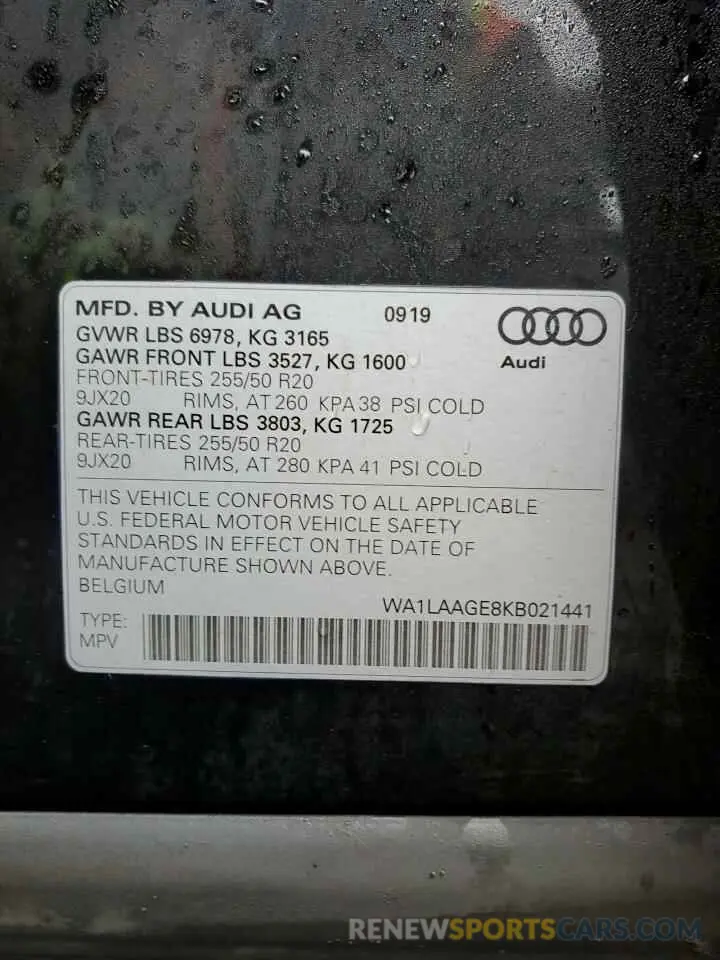 MFD. BY AUDI AG 0919
GVWR LBS 6978, KG 3165
GAWR FRONT LBS 3527, KG 1600
Audi
FRONT-TIRES 255/50 R20
9JX20 RIMS, AT 260 KPA 38 PSI COLD
GAWR REAR LBS 3803, KG 1725
REAR-TIRES 255/50 R20
9JX20 RIMS, AT 280 KPA 41 PSI COLD
THIS VEHICLE CONFORMS TO ALL APPLICABLE
U.S. FEDERAL MOTOR VEHICLE SAFETY
STANDARDS IN EFFECT ON THE DATE OF
MANUFACTURE SHOWN ABOVE.
BELGIUM
WA1LAAGE8KB021441
TYPE:
MPV
RENEWSPORTSCARS.COM